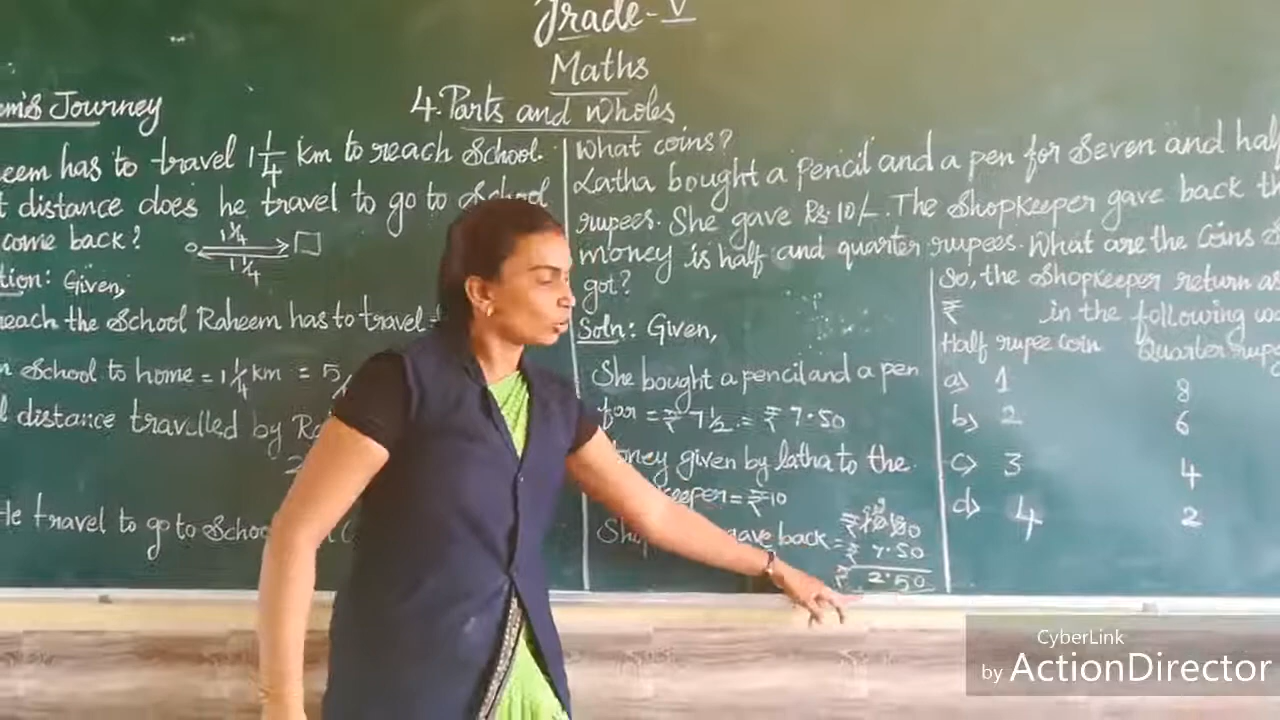 Grade-V
Maths
4. Parts and wholes
Journey
has to travel 1 1/4 km to reach School.
distance does he travel to go to School
come back?
1 1/4
1 1/4
Given,
reach the School Raheem has to travel
School to home = 1 1/4 km = 5/
distance travelled by
He travel to go to
What coins?
Latha bought a Pencil and a pen for Seven and half
rupees. She gave Rs.10/-. The Shopkeeper gave back
money is half and quarter rupees. What are the Coins
got?
Soln: Given,
She bought a pencil and a pen
for = ₹ 7 1/2 = ₹ 7.50
given by latha to the
= ₹ 10
gave back =
₹ 7.50
₹ 2.50
So, the Shopkeeper return
₹ in the following
Half rupee coin Quarter
a) 1 8
b) 2 6
c) 3 4
d) 4 2
CyberLink
by ActionDirector